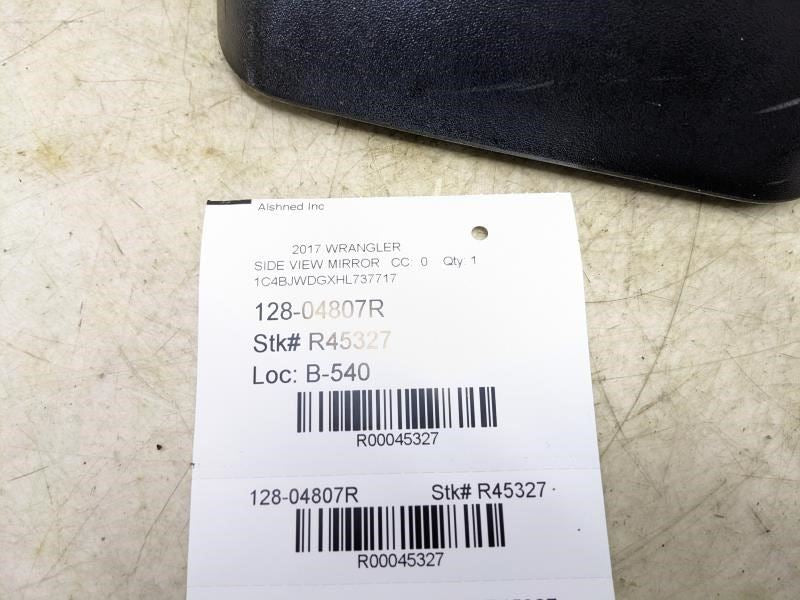 Alshned Inc
2017 WRANGLER
SIDE VIEW MIRROR CC: 0 Qty: 1
1C4BJWDGXHL737717
128-04807R
Stk# R45327
Loc: B-540
R00045327
128-04807R Stk# R45327
R00045327